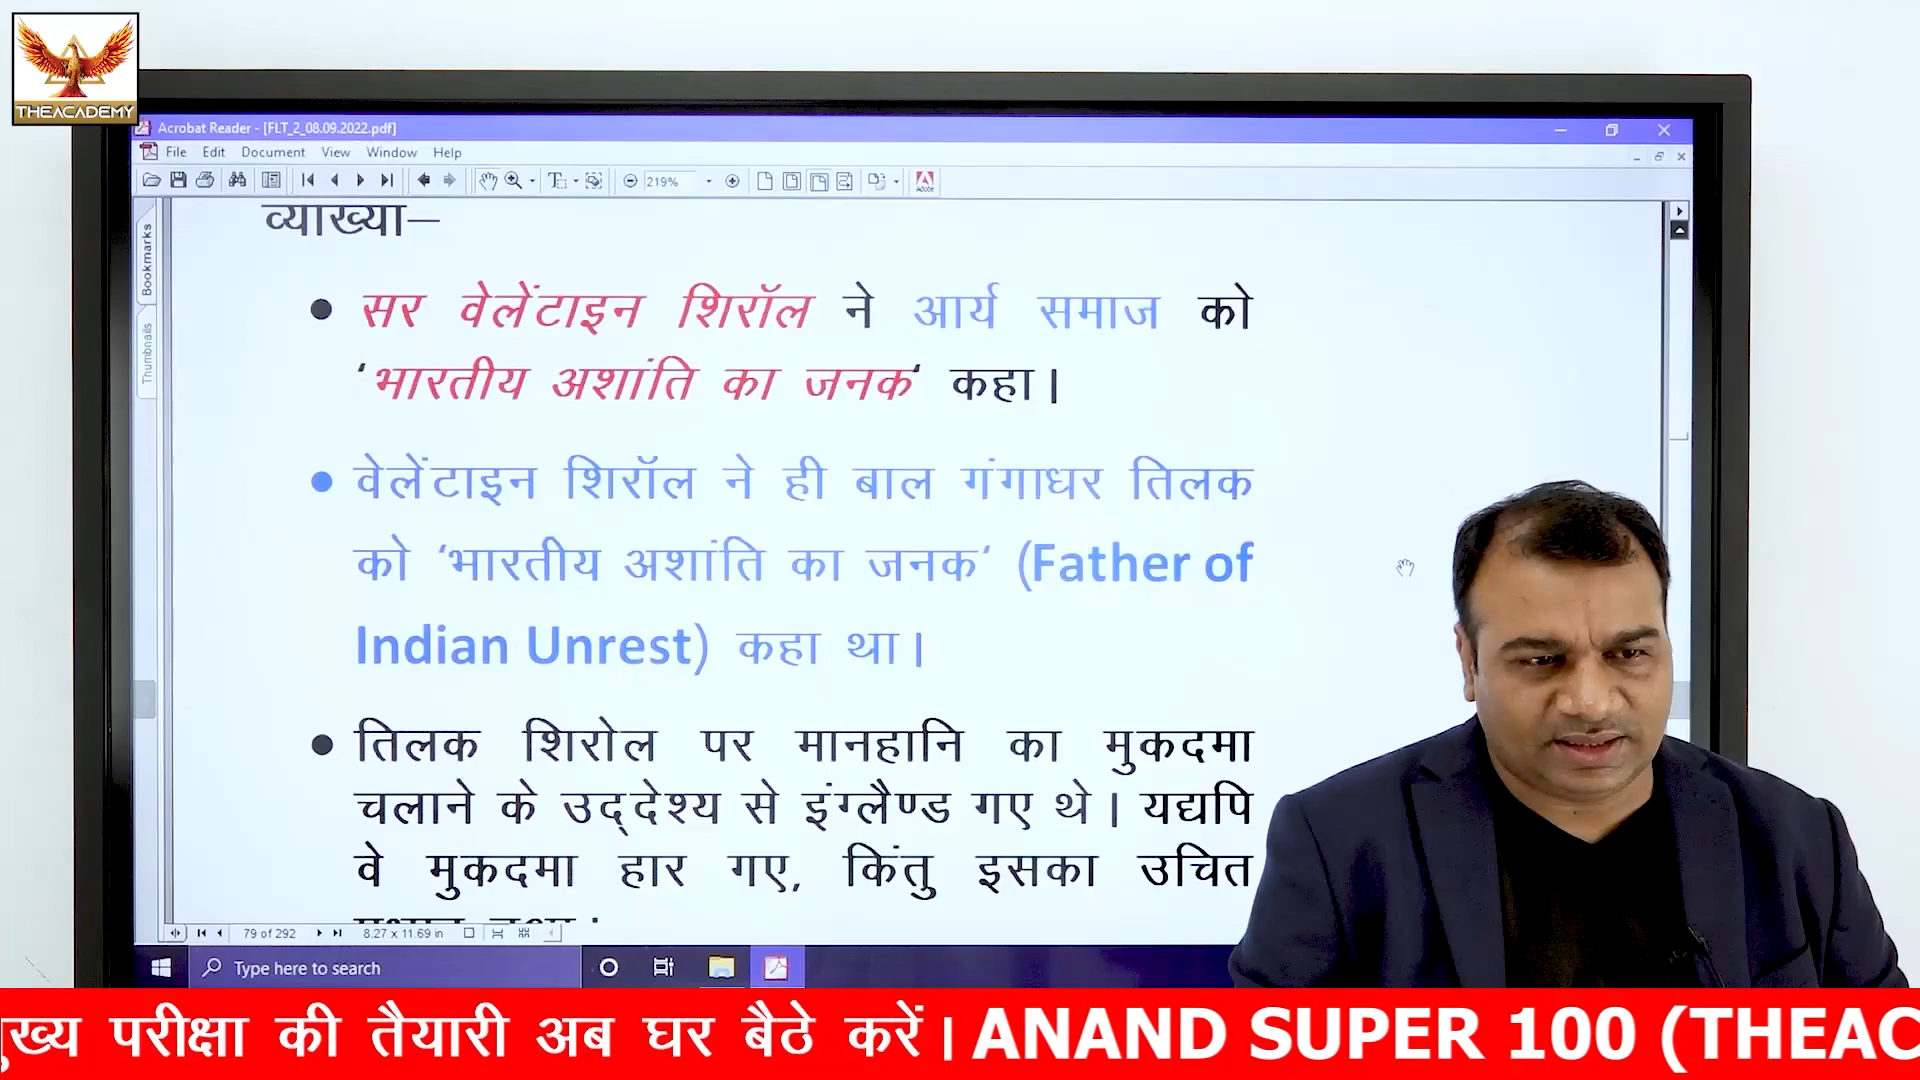 THEACADEMY
Acrobat Reader - [FLT_2_08.09.2022.pdf]
File Edit Document View Window Help
219%
Adobe
Bookmarks
Thumbnails
व्याख्या–
• सर वेलेंटाइन शिरॉल ने आर्य समाज को
‘भारतीय अशांति का जनक‘ कहा।
• वेलेंटाइन शिरॉल ने ही बाल गंगाधर तिलक
को ‘भारतीय अशांति का जनक‘ (Father of
Indian Unrest) कहा था।
• तिलक शिरोल पर मानहानि का मुकदमा
चलाने के उद्देश्य से इंग्लैण्ड गए थे। यद्यपि
वे मुकदमा हार गए, किंतु इसका उचित
79 of 292
8.27 x 11.69 in
Type here to search
परीक्षा की तैयारी अब घर बैठे करें। ANAND SUPER 100 (THEAC